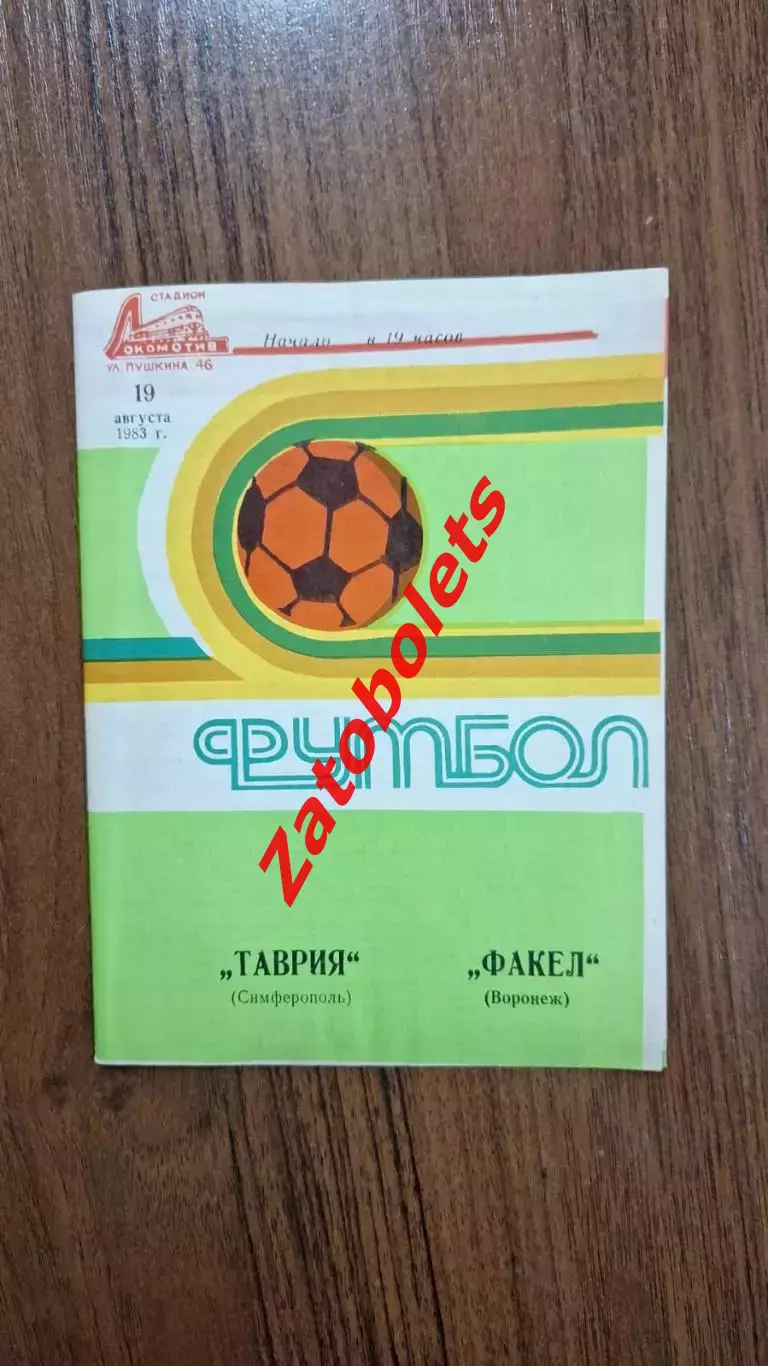 СТАДИОН
ЛОКОМОТИВ
УЛ. ПУШКИНА 46
Начало в 19 часов
19
августа
1983 г.
ФУТБОЛ
Zatobolets
„ТАВРИЯ“ „ФАКЕЛ“
(Симферополь) (Воронеж)